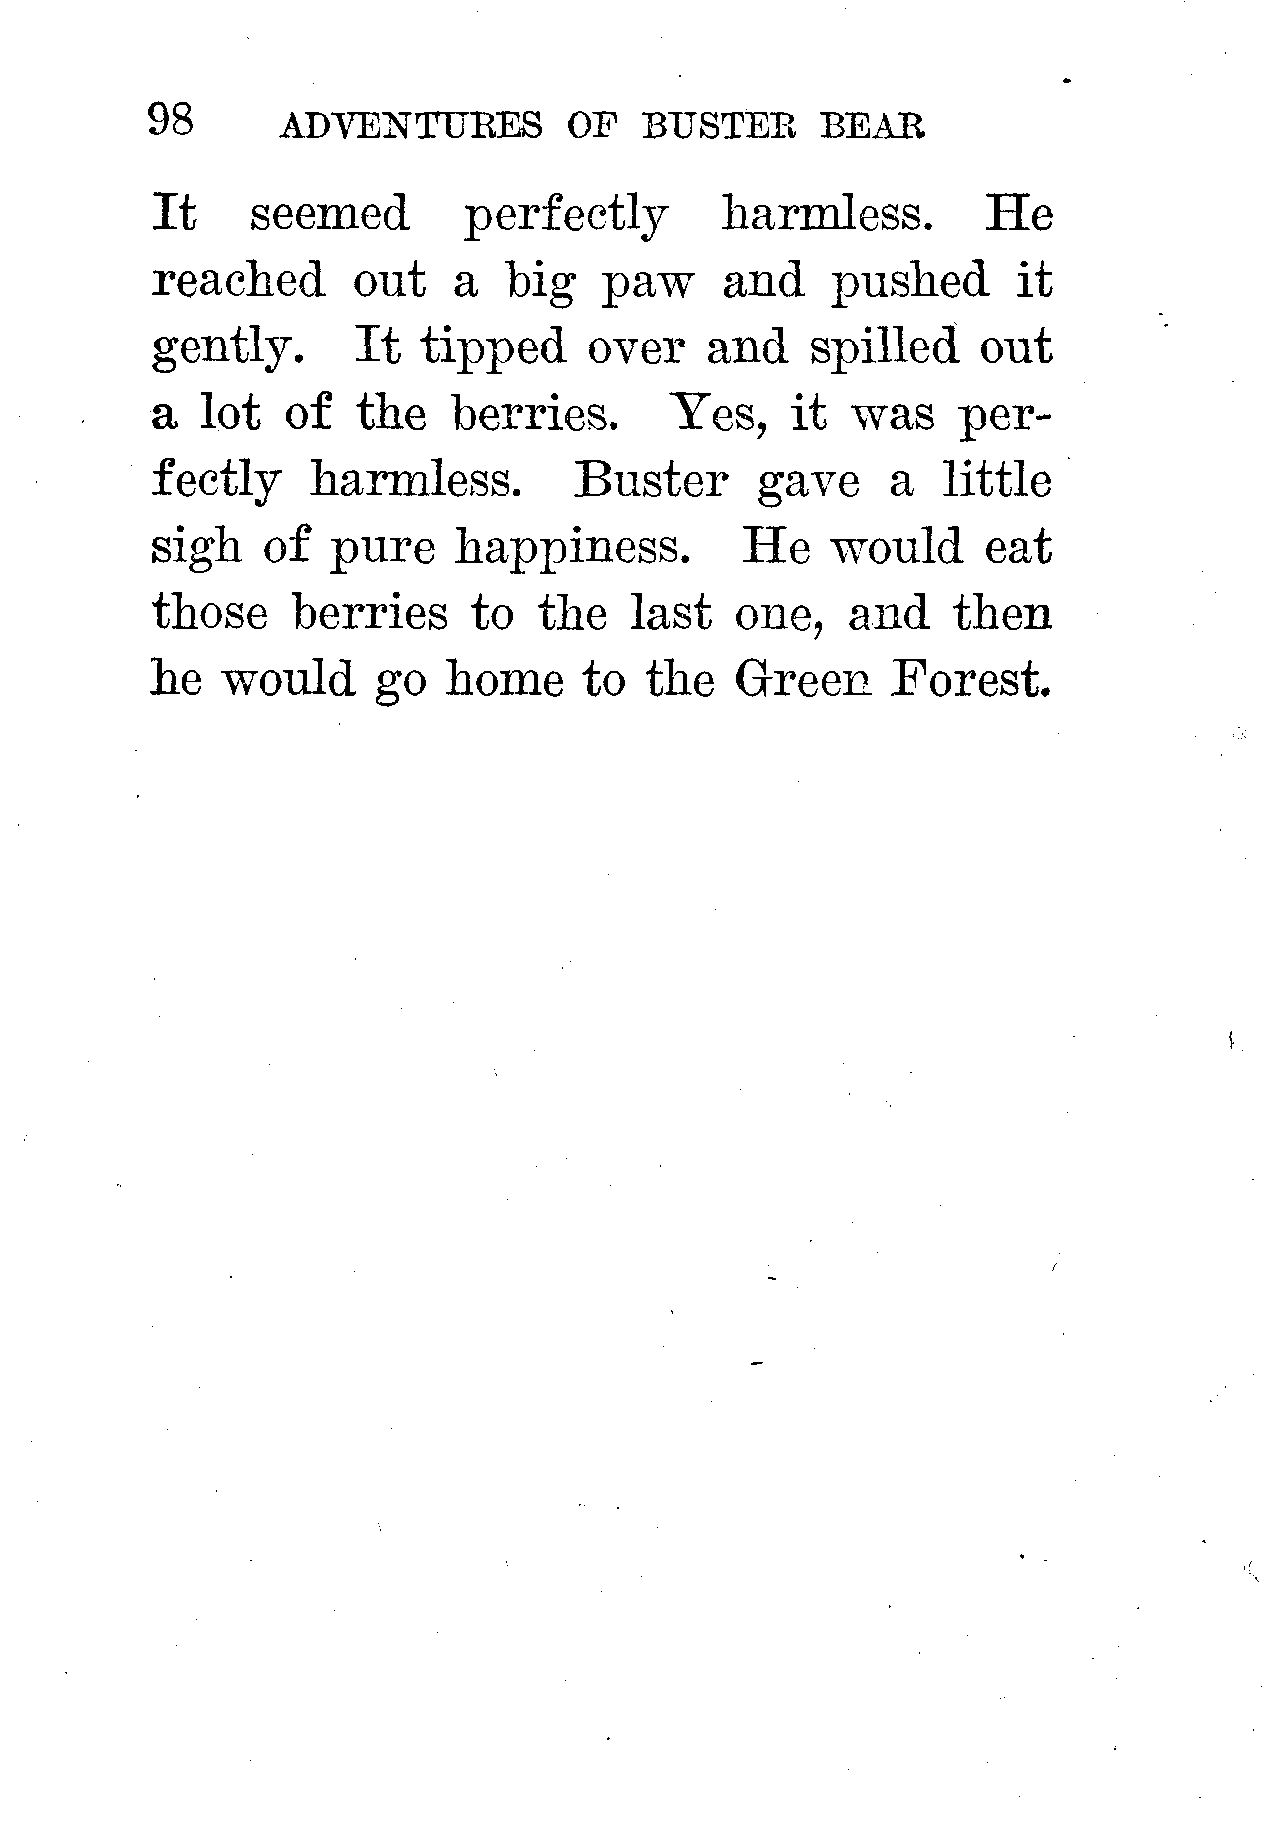 98 ADVENTURES OF BUSTER BEAR
It seemed perfectly harmless. He
reached out a big paw and pushed it
gently. It tipped over and spilled out
a lot of the berries. Yes, it was per-
fectly harmless. Buster gave a little
sigh of pure happiness. He would eat
those berries to the last one, and then
he would go home to the Green Forest.